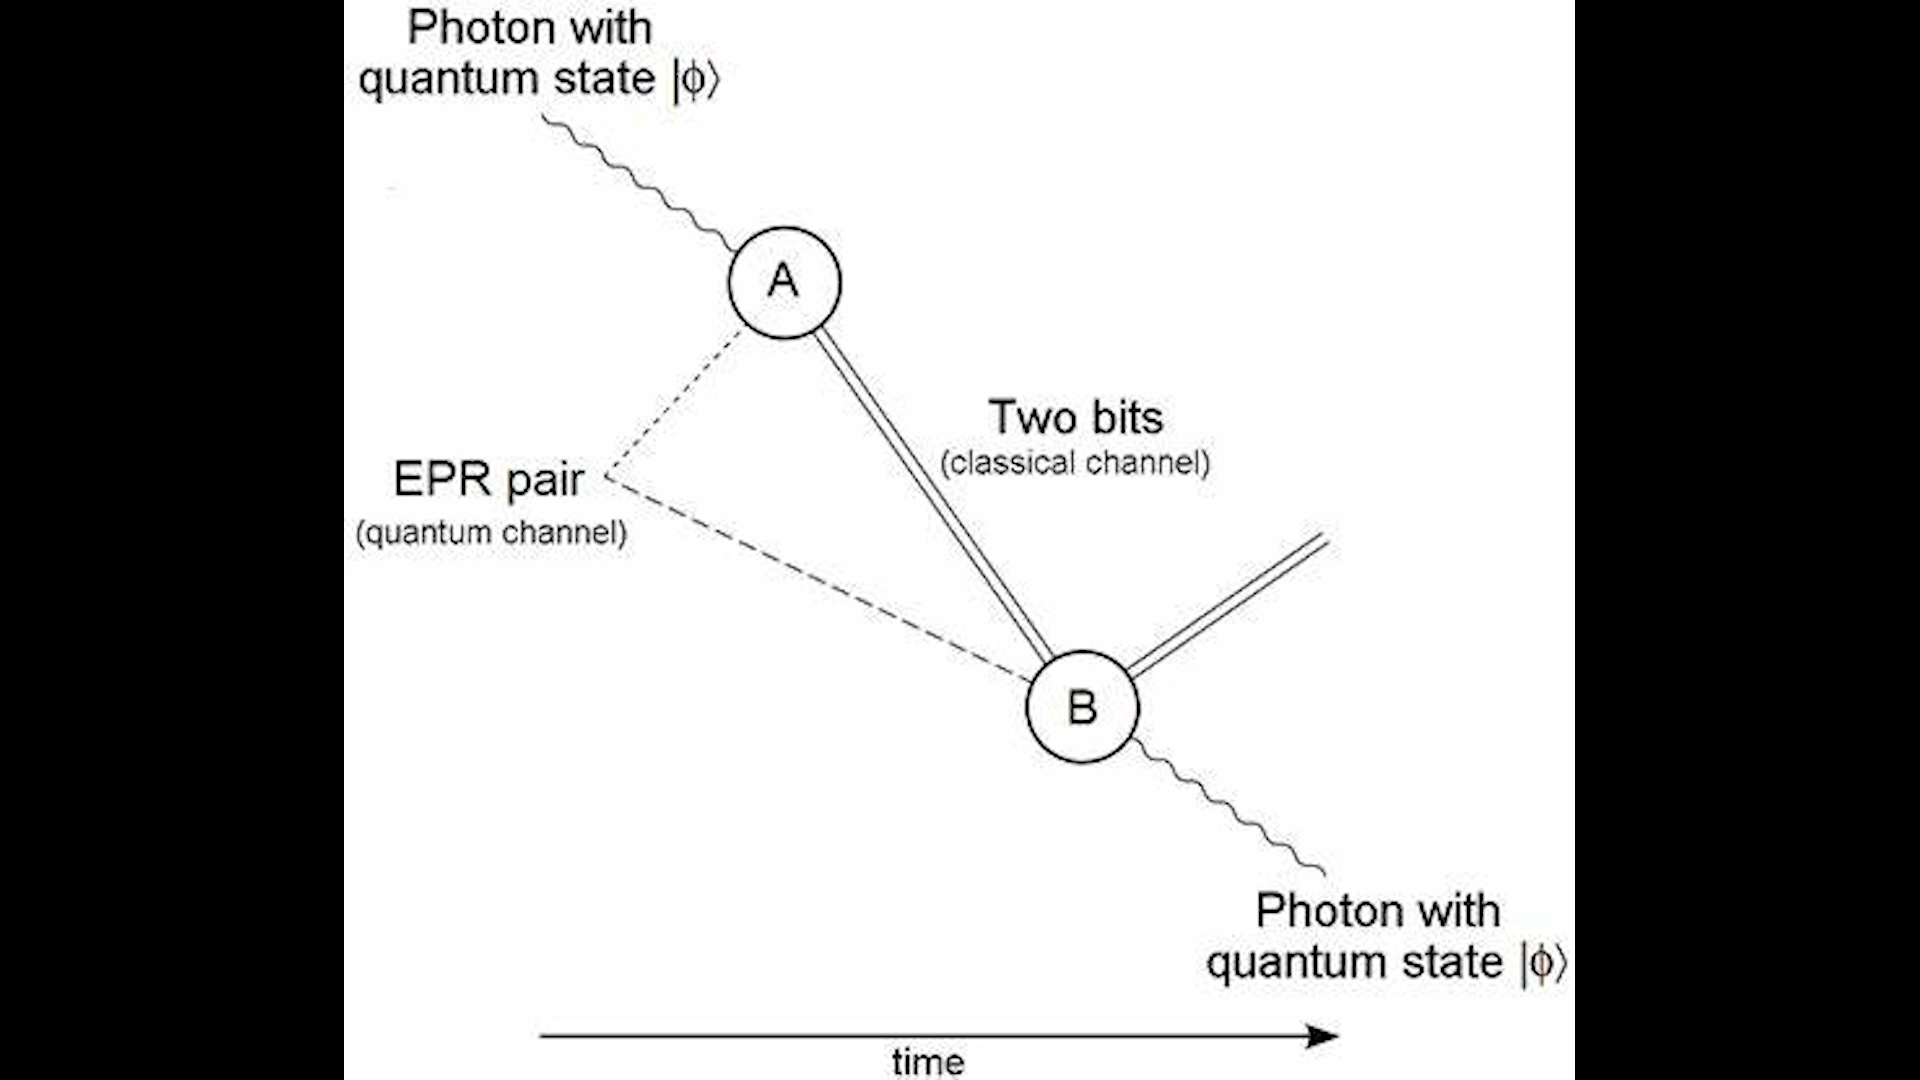 Photon with
quantum state |ϕ⟩
A
Two bits
(classical channel)
EPR pair
(quantum channel)
B
Photon with
quantum state |ϕ⟩
time